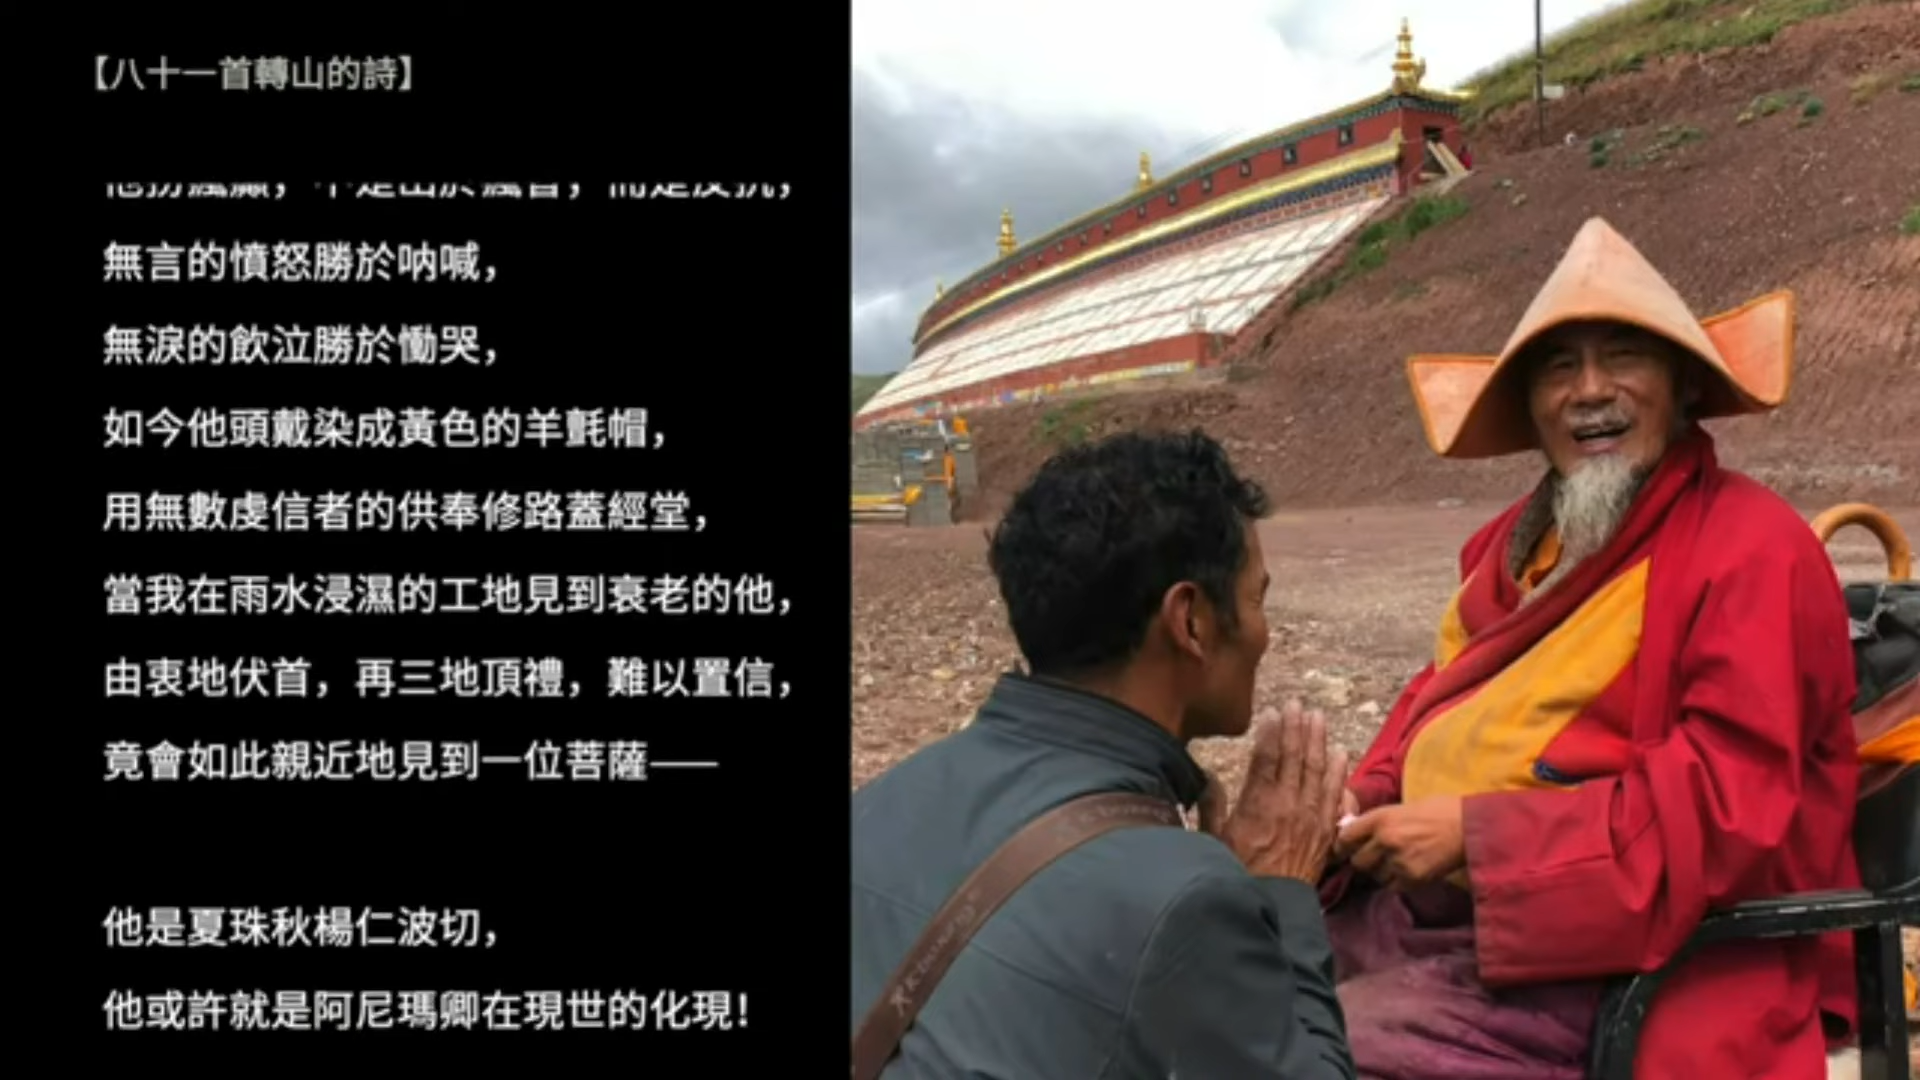 【八十一首轉山的詩】
無言的憤怒勝於吶喊，
無淚的飲泣勝於慟哭，
如今他頭戴染成黃色的羊氈帽，
用無數虔信者的供奉修路蓋經堂，
當我在雨水浸濕的工地見到衰老的他，
由衷地伏首，再三地頂禮，難以置信，
竟會如此親近地見到一位菩薩——
他是夏珠秋楊仁波切，
他或許就是阿尼瑪卿在現世的化現！